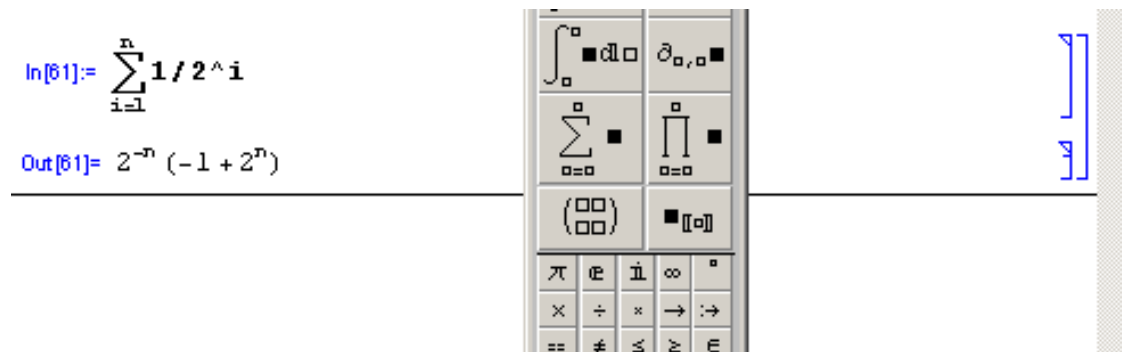 In[61]:= ∑_{i=1}^{n} 1 / 2 ^ i
Out[61]= 2^{-n} (-1 + 2^{n})
∫ ■ ⅆ □ ∂_{□,□} ■
∑_{□=□}^{□} ■ ∏_{□=□}^{□} ■
(□□ □□) ■〚□〛
π ⅇ ⅈ ∞ °
× ÷ × → :→
== ≠ ≤ ≥ ∈